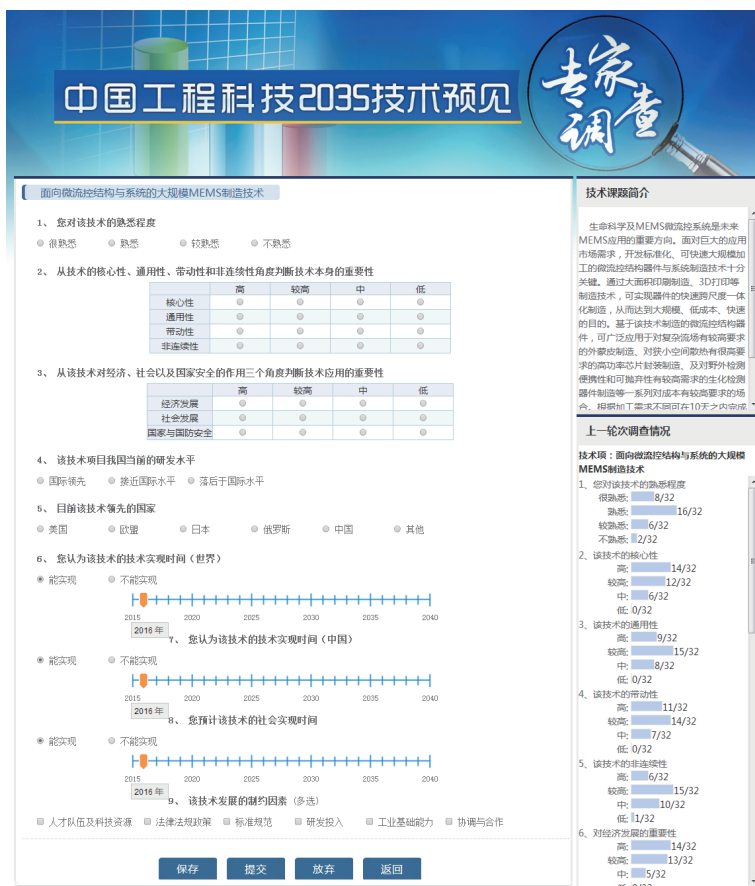 中国工程科技2035技术预见
专家
调查
面向微流控结构与系统的大规模MEMS制造技术
1、 您对该技术的熟悉程度
很熟悉 熟悉 较熟悉 不熟悉
2、 从技术的核心性、通用性、带动性和非连续性角度判断技术本身的重要性
高 较高 中 低
核心性
通用性
带动性
非连续性
3、 从该技术对经济、社会以及国家安全的作用三个角度判断技术应用的重要性
高 较高 中 低
经济发展
社会发展
国家与国防安全
4、 该技术项目我国当前的研发水平
国际领先 接近国际水平 落后于国际水平
5、 目前该技术领先的国家
美国 欧盟 日本 俄罗斯 中国 其他
6、 您认为该技术的技术实现时间（世界）
能实现 不能实现
2015 2020 2025 2030 2035 2040
2016 年
7、 您认为该技术的技术实现时间（中国）
能实现 不能实现
2015 2020 2025 2030 2035 2040
2016 年
8、 您预计该技术的社会实现时间
能实现 不能实现
2015 2020 2025 2030 2035 2040
2016 年
9、 该技术发展的制约因素（多选）
人才队伍及科技资源 法律法规政策 标准规范 研发投入 工业基础能力 协调与合作
保存 提交 放弃 返回
技术课题简介
生命科学及MEMS微流控系统是未来
MEMS应用的重要方向。面对巨大的应用
市场需求，开发标准化、可快速大规模加
工的微流控结构器件与系统制造技术十分
关键。通过大面积印刷制造、3D打印等
制造技术，可实现器件的快速跨尺度一体
化制造，从而达到大规模、低成本、快速
的目的。基于该技术制造的微流控结构器
件，可广泛应用于对复杂流场有较高要求
的外蒙皮制造、对狭小空间散热有很高要
求的高功率芯片封装制造、及对野外检测
便携性和可抛弃性有较高需求的生化检测
器件制造等一系列对成本有较高要求的场
合。根据加工需求不同可在10天之内完成
上一轮次调查情况
技术项：面向微流控结构与系统的大规模
MEMS制造技术
1、您对该技术的熟悉程度
很熟悉: 8/32
熟悉: 16/32
较熟悉: 6/32
不熟悉: 2/32
2、该技术的核心性
高: 14/32
较高: 12/32
中: 6/32
低: 0/32
3、该技术的通用性
高: 9/32
较高: 15/32
中: 8/32
低: 0/32
4、该技术的带动性
高: 11/32
较高: 14/32
中: 7/32
低: 0/32
5、该技术的非连续性
高: 6/32
较高: 15/32
中: 10/32
低: 1/32
6、对经济发展的重要性
高: 14/32
较高: 13/32
中: 5/32
低: 0/32